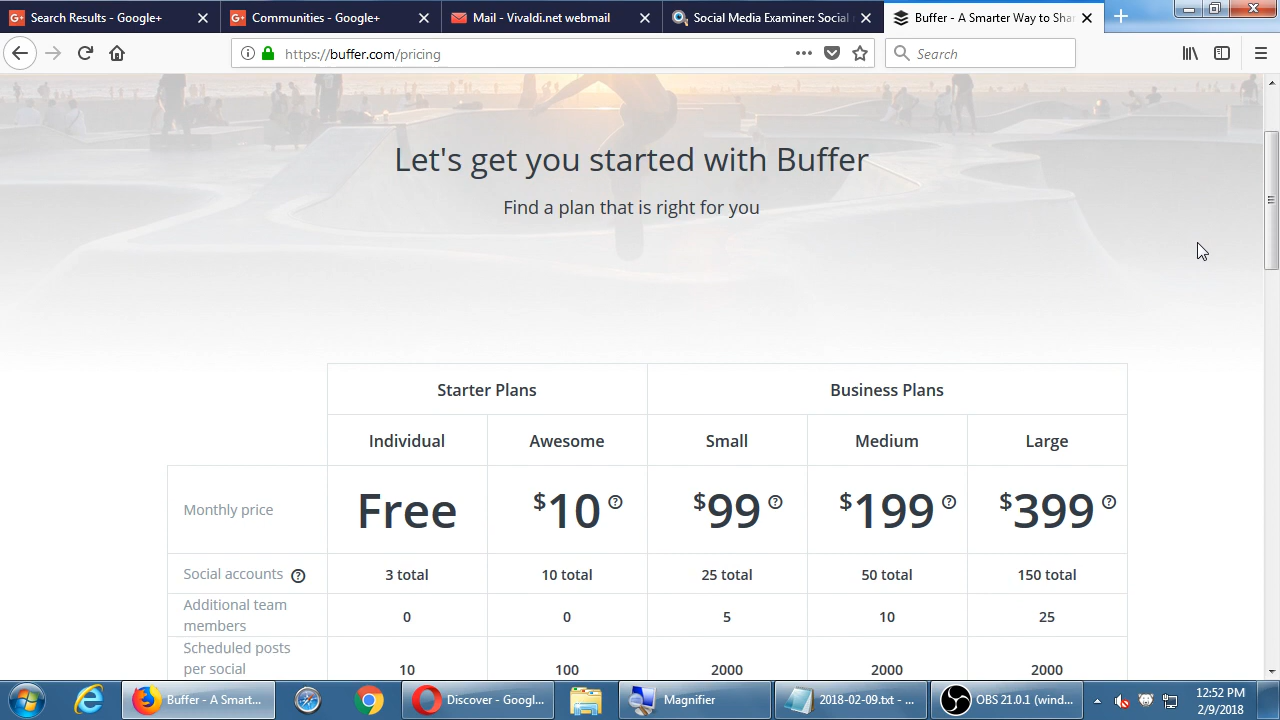 Search Results - Google+
Communities - Google+
Mail - Vivaldi.net webmail
Social Media Examiner: Social
Buffer - A Smarter Way to Shar
https://buffer.com/pricing
Search
Let's get you started with Buffer
Find a plan that is right for you
Starter Plans Business Plans
Individual Awesome Small Medium Large
Monthly price Free $10 ? $99 ? $199 ? $399 ?
Social accounts ? 3 total 10 total 25 total 50 total 150 total
Additional team
members 0 0 5 10 25
Scheduled posts
per social 10 100 2000 2000 2000
Buffer - A Smart...
Discover - Googl...
Magnifier
2018-02-09.txt - ...
OBS 21.0.1 (wind...
12:52 PM
2/9/2018